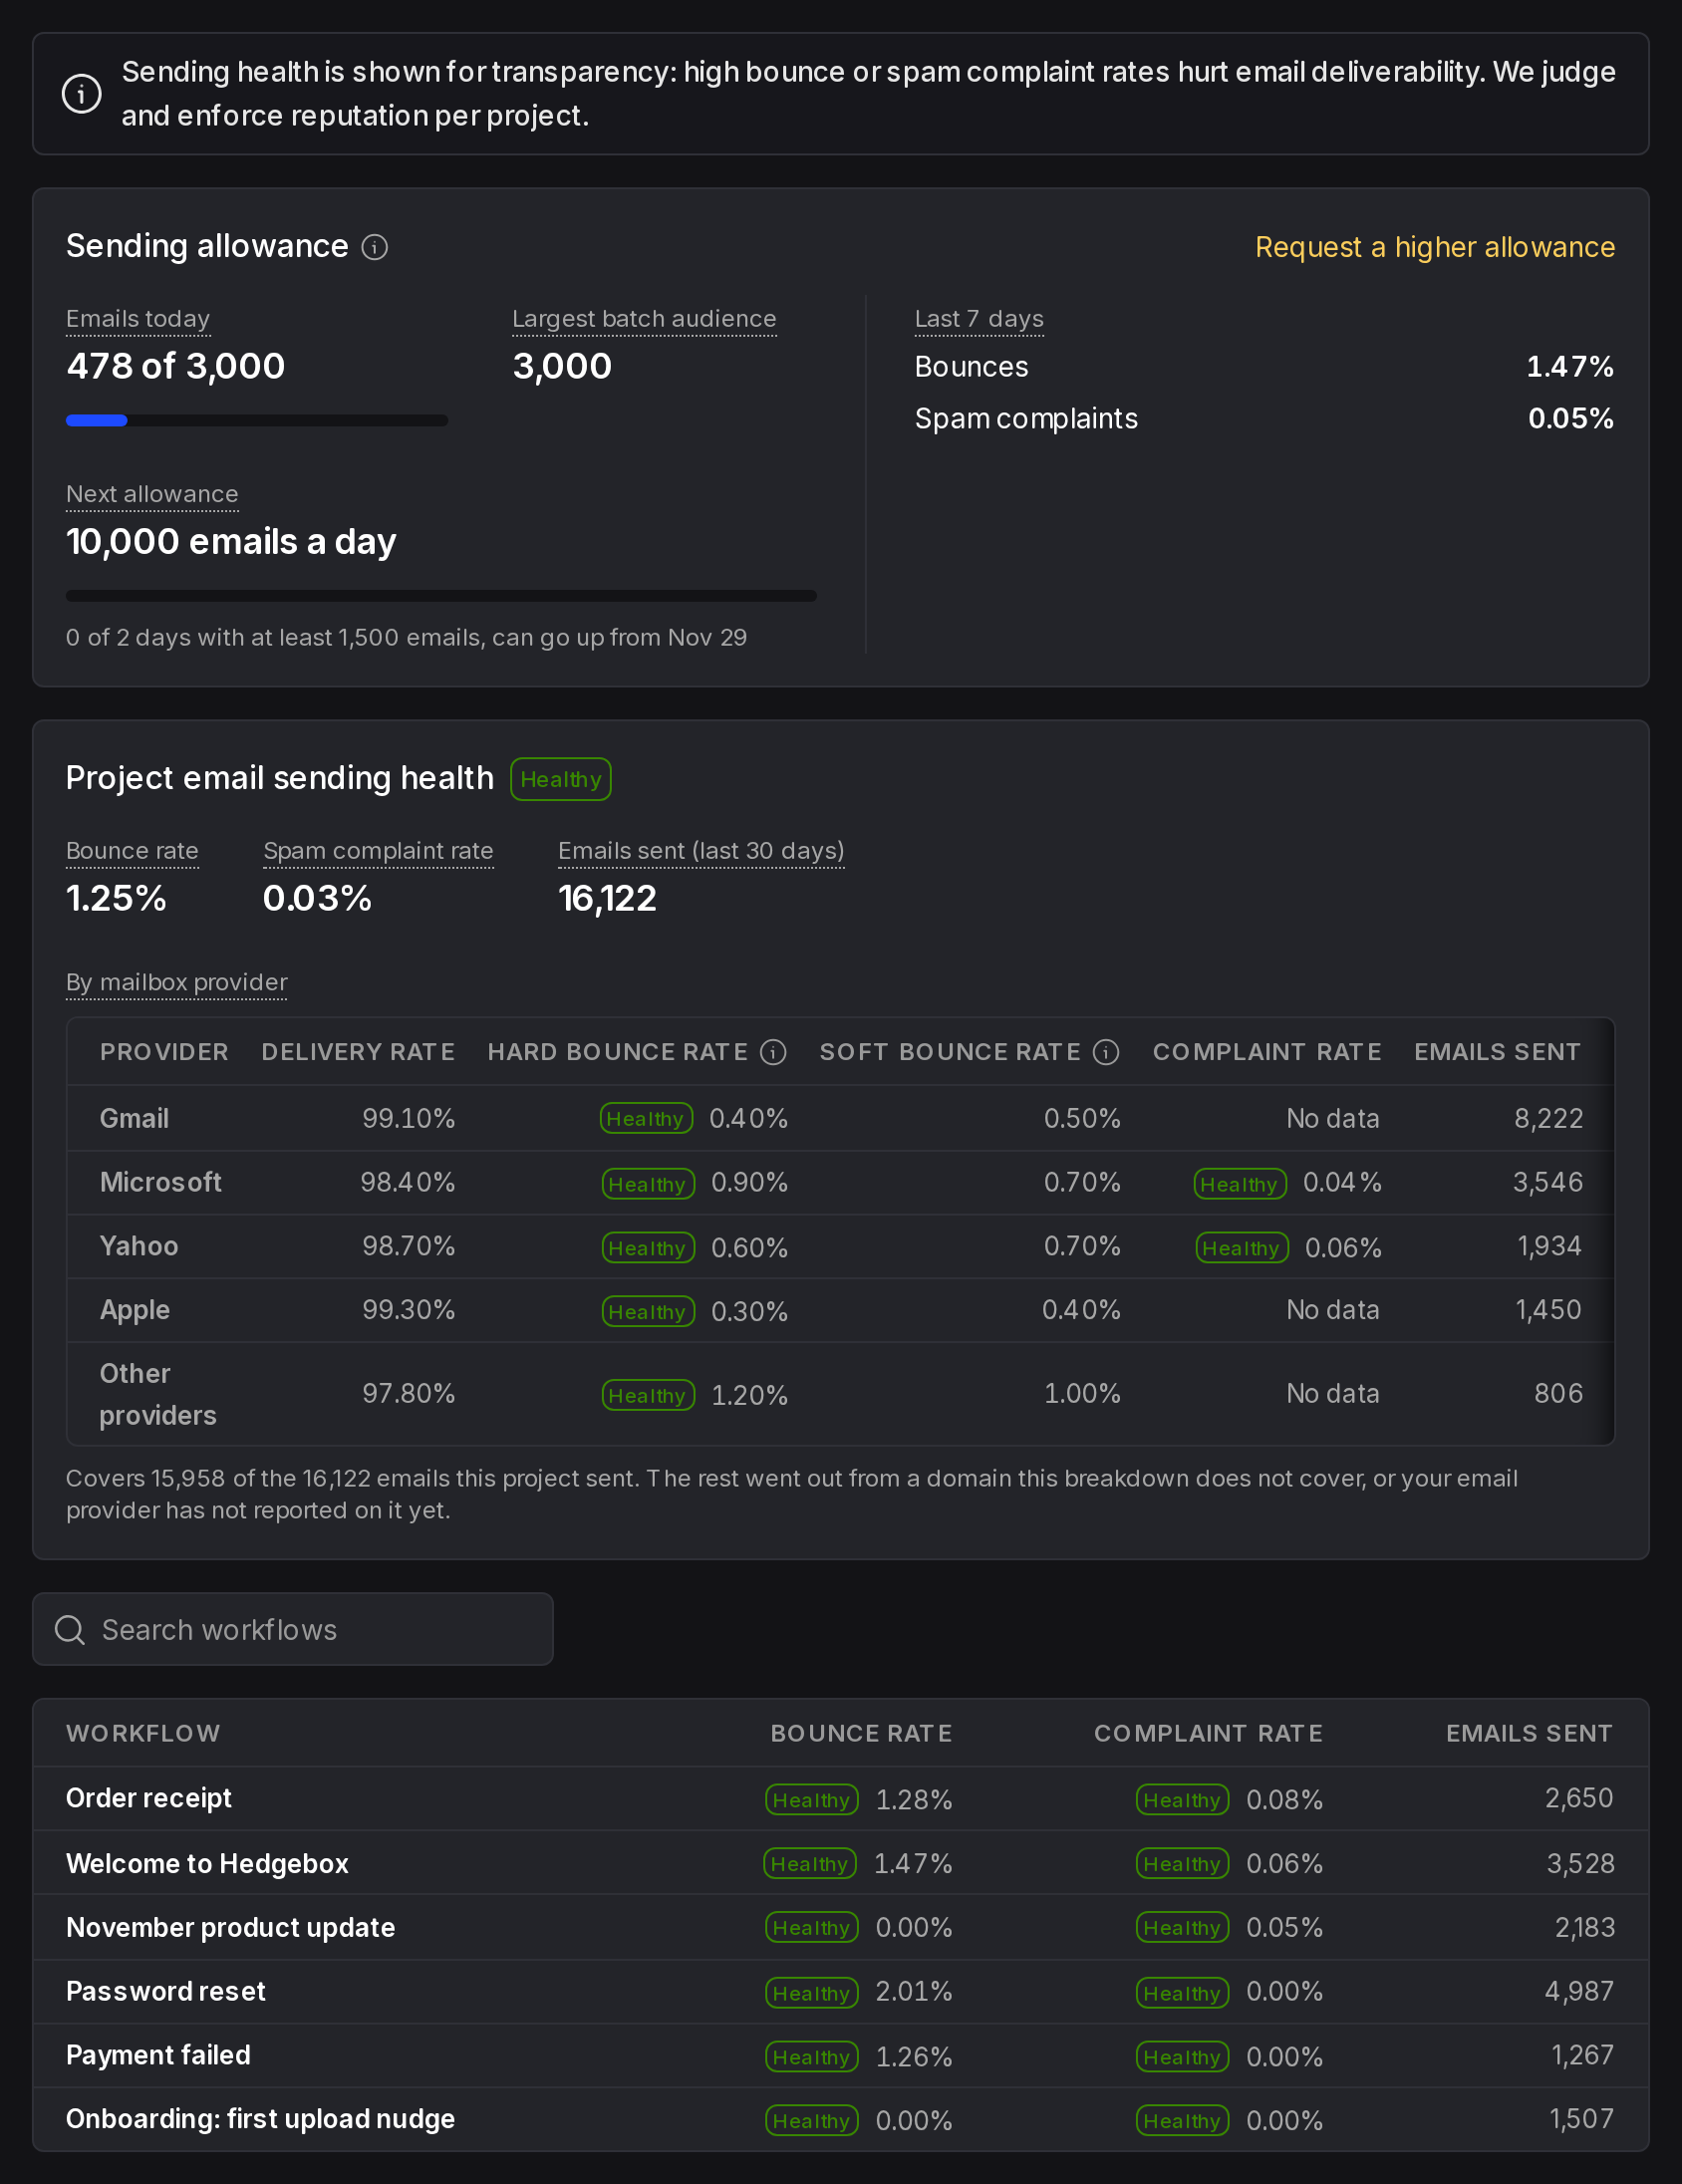 Sending health is shown for transparency: high bounce or spam complaint rates hurt email deliverability. We judge
and enforce reputation per project.
Sending allowance
Request a higher allowance
Emails today
478 of 3,000
Largest batch audience
3,000
Next allowance
10,000 emails a day
0 of 2 days with at least 1,500 emails, can go up from Nov 29
Last 7 days
Bounces 1.47%
Spam complaints 0.05%
Project email sending health Healthy
Bounce rate
1.25%
Spam complaint rate
0.03%
Emails sent (last 30 days)
16,122
By mailbox provider
PROVIDER DELIVERY RATE HARD BOUNCE RATE SOFT BOUNCE RATE COMPLAINT RATE EMAILS SENT
Gmail 99.10% Healthy 0.40% 0.50% No data 8,222
Microsoft 98.40% Healthy 0.90% 0.70% Healthy 0.04% 3,546
Yahoo 98.70% Healthy 0.60% 0.70% Healthy 0.06% 1,934
Apple 99.30% Healthy 0.30% 0.40% No data 1,450
Other
providers 97.80% Healthy 1.20% 1.00% No data 806
Covers 15,958 of the 16,122 emails this project sent. The rest went out from a domain this breakdown does not cover, or your email
provider has not reported on it yet.
Search workflows
WORKFLOW BOUNCE RATE COMPLAINT RATE EMAILS SENT
Order receipt Healthy 1.28% Healthy 0.08% 2,650
Welcome to Hedgebox Healthy 1.47% Healthy 0.06% 3,528
November product update Healthy 0.00% Healthy 0.05% 2,183
Password reset Healthy 2.01% Healthy 0.00% 4,987
Payment failed Healthy 1.26% Healthy 0.00% 1,267
Onboarding: first upload nudge Healthy 0.00% Healthy 0.00% 1,507